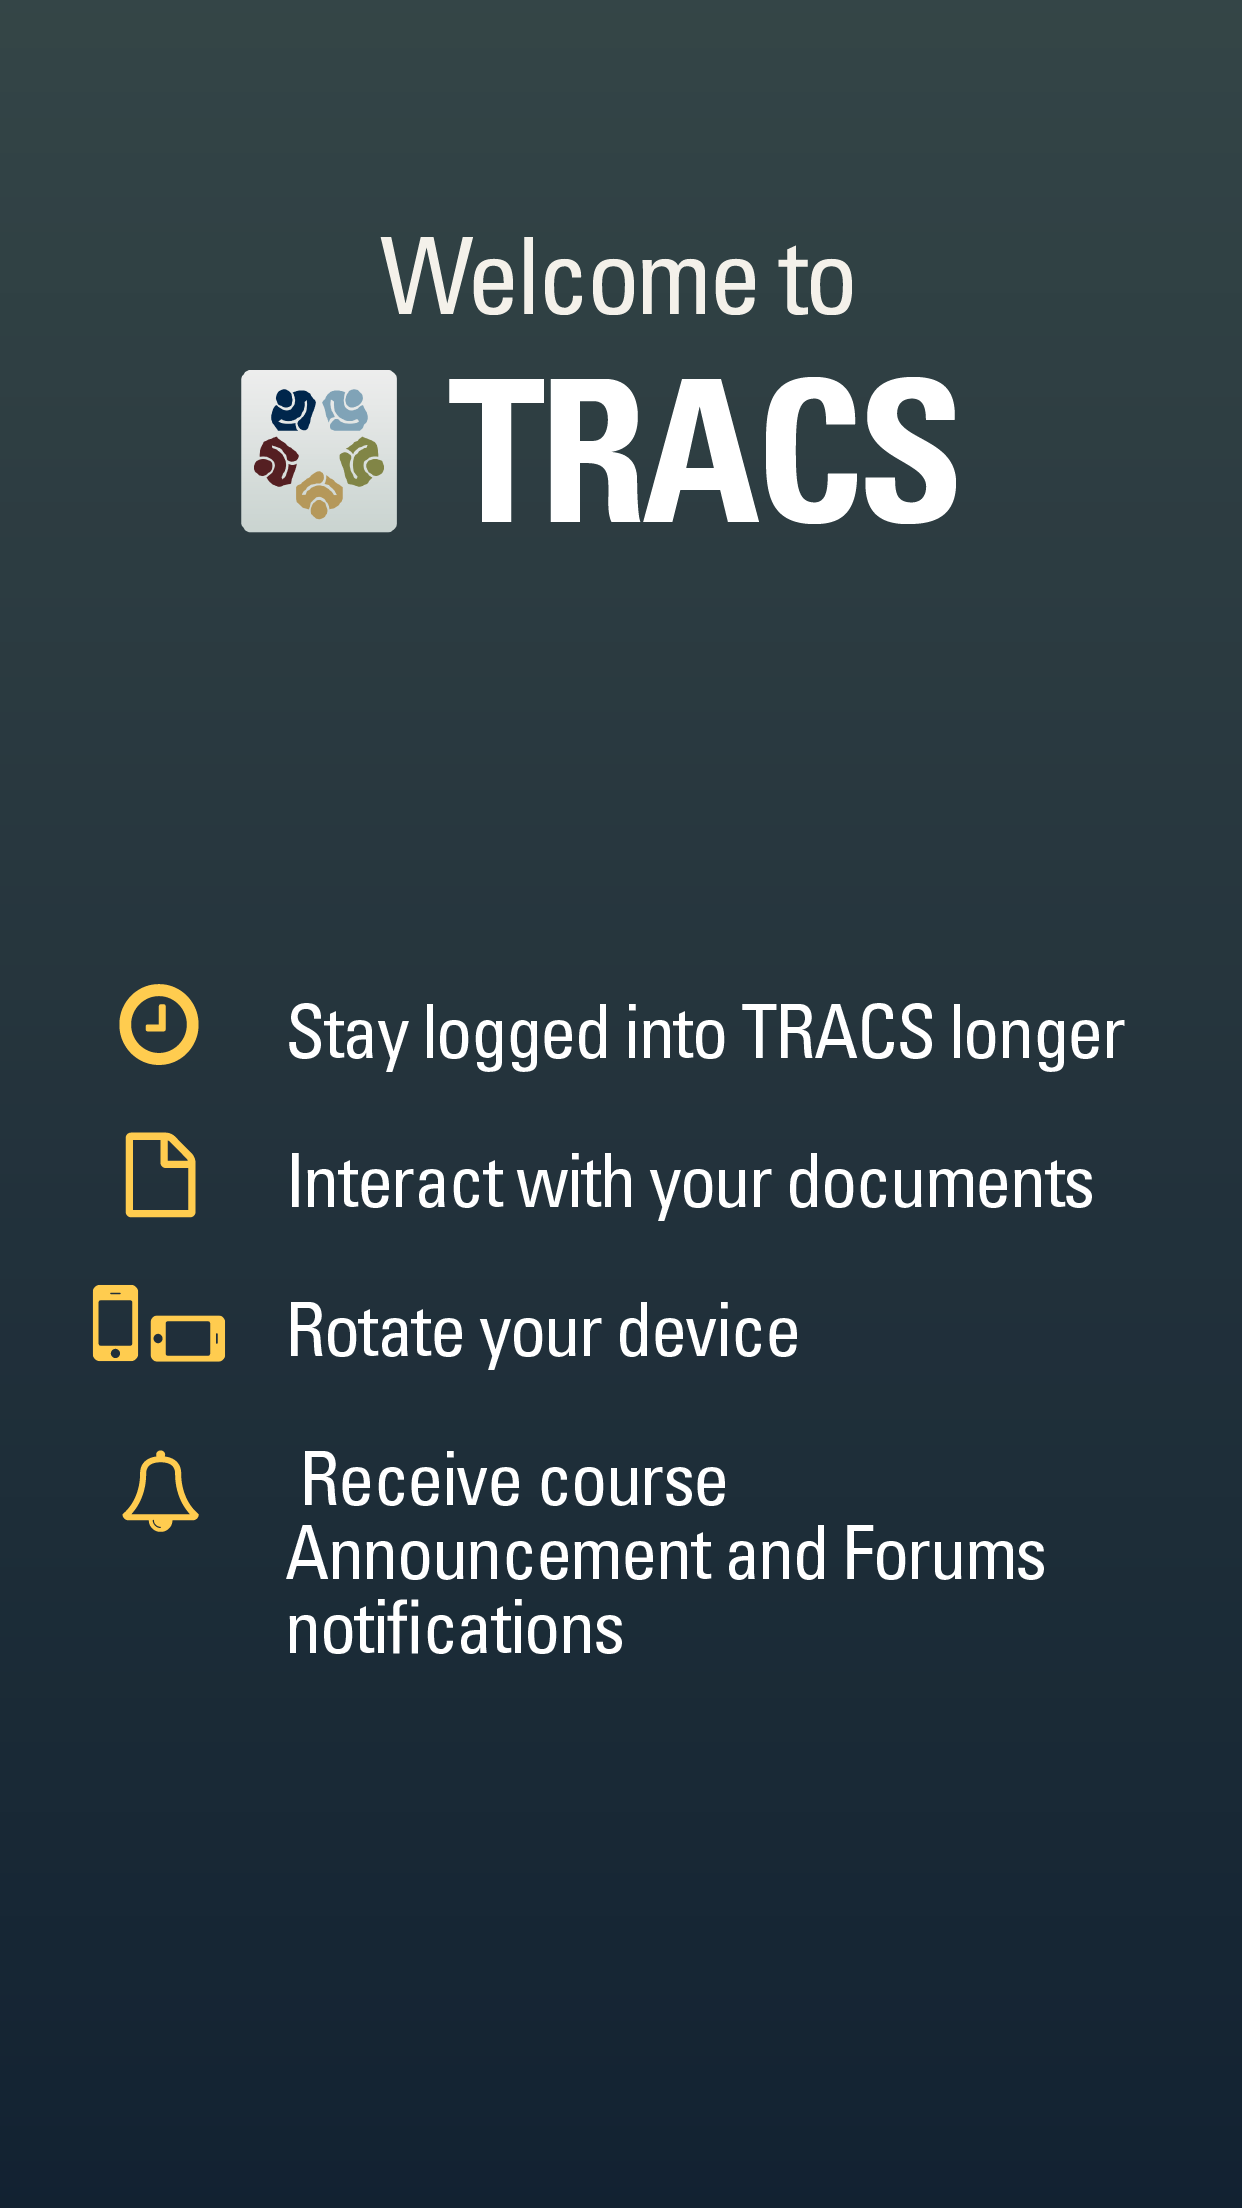 Welcome to
TRACS
Stay logged into TRACS longer
Interact with your documents
Rotate your device
Receive course
Announcement and Forums
notifications